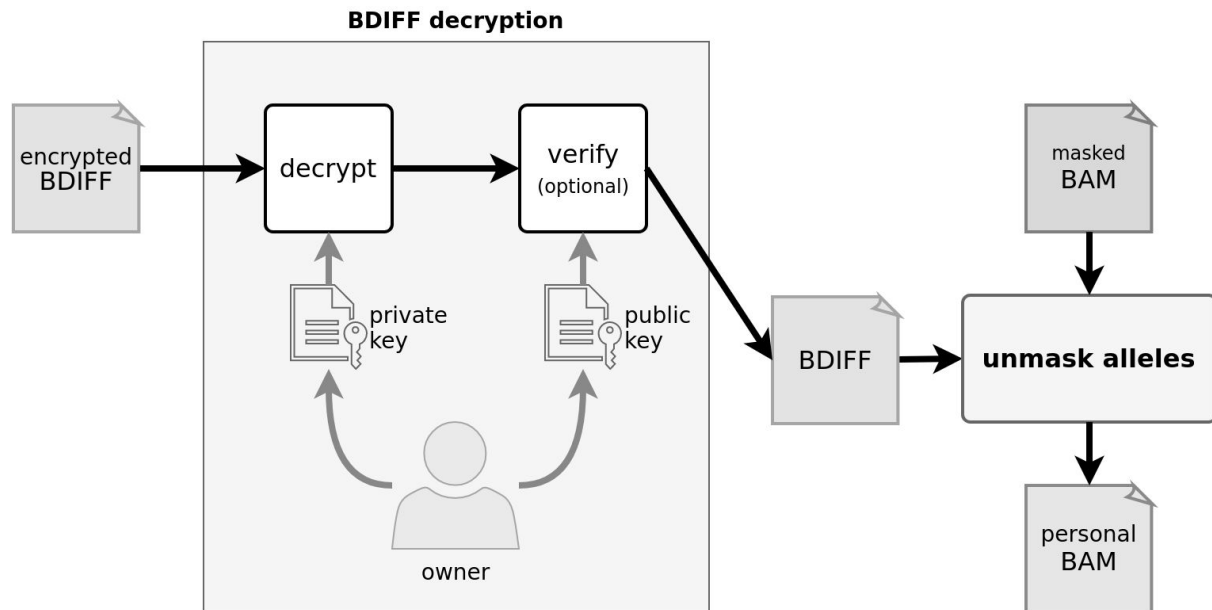 BDIFF decryption
encrypted
BDIFF
decrypt
verify
(optional)
masked
BAM
private
key
public
key
BDIFF
unmask alleles
owner
personal
BAM